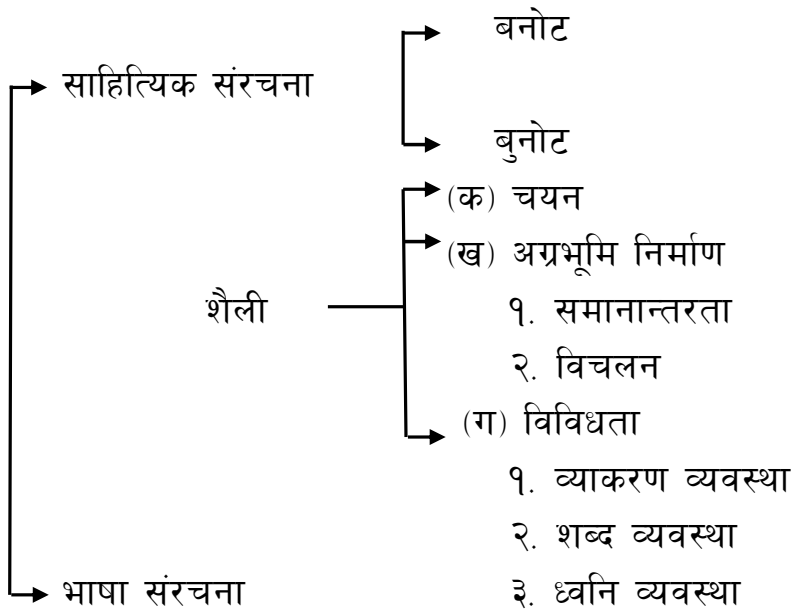 बनोट
साहित्यिक संरचना
बुनोट
(क) चयन
(ख) अग्रभूमि निर्माण
शैली
१. समानान्तरता
२. विचलन
(ग) विविधता
१. व्याकरण व्यवस्था
२. शब्द व्यवस्था
भाषा संरचना
३. ध्वनि व्यवस्था